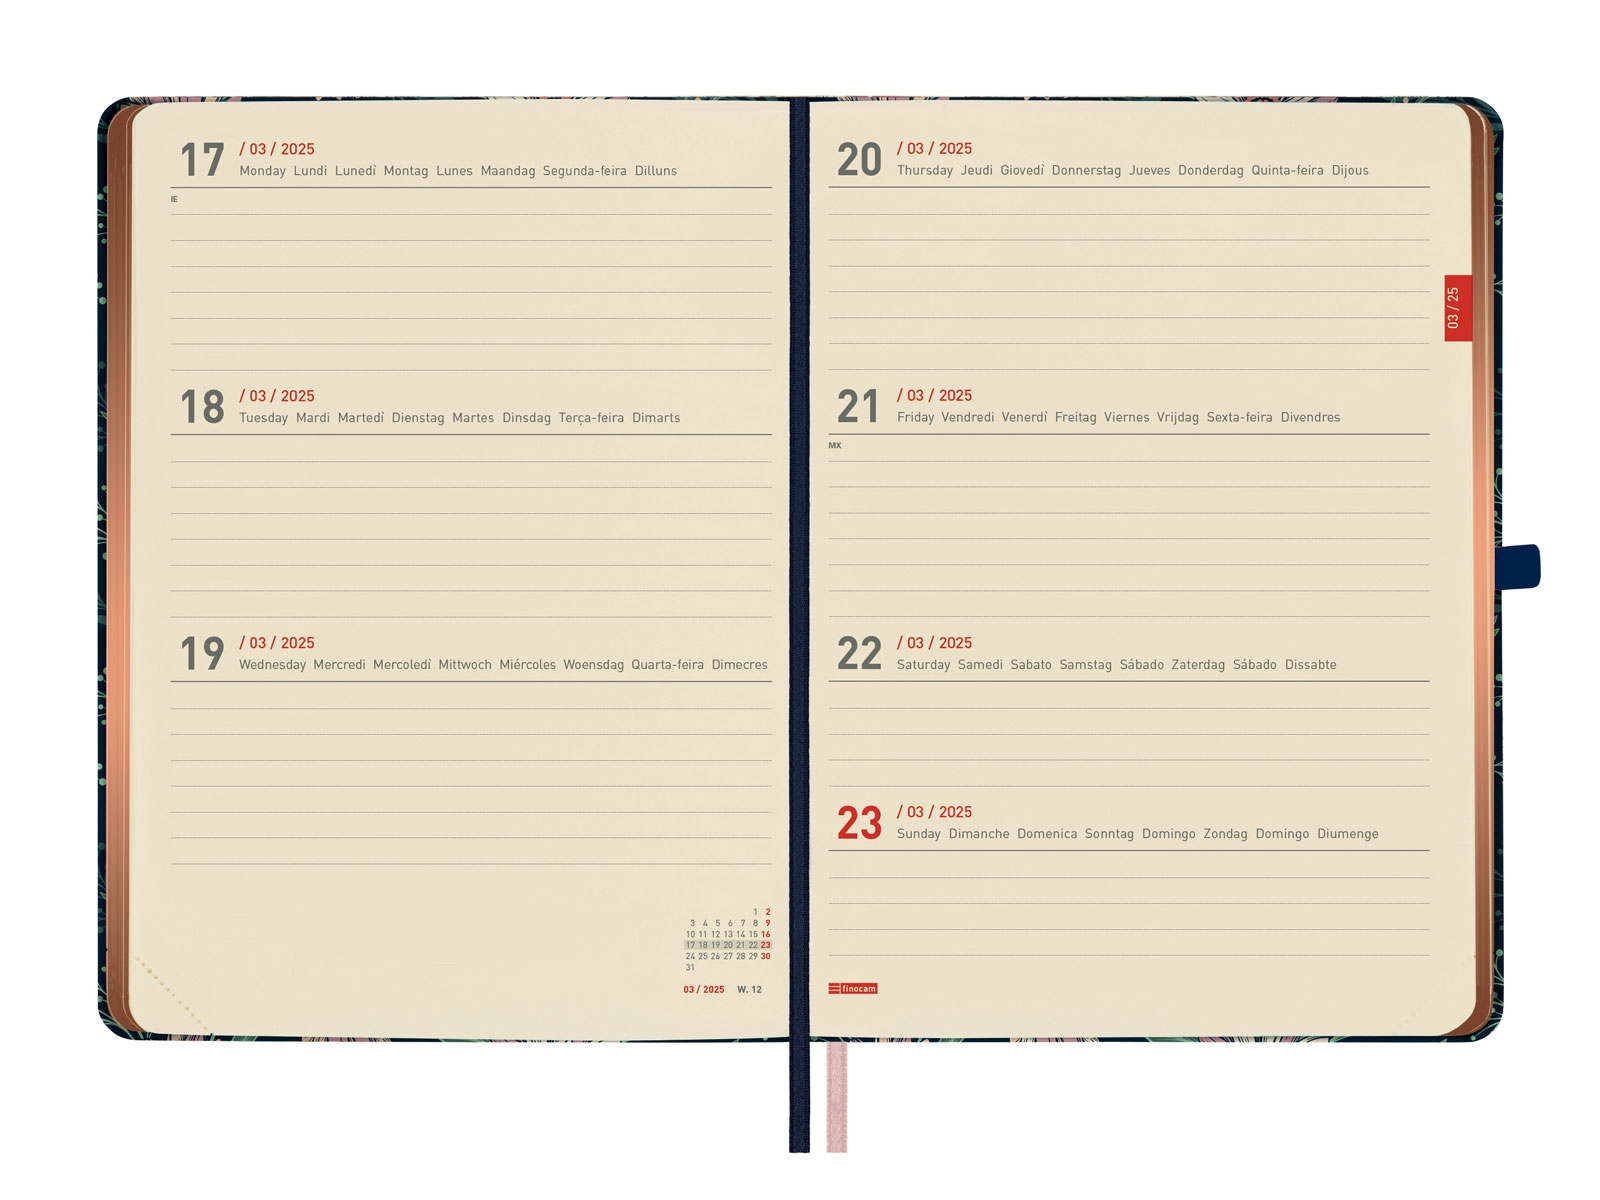 17 / 03 / 2025
Monday Lundi Lunedì Montag Lunes Maandag Segunda-feira Dilluns
IE
18 / 03 / 2025
Tuesday Mardi Martedì Dienstag Martes Dinsdag Terça-feira Dimarts
19 / 03 / 2025
Wednesday Mercredi Mercoledì Mittwoch Miércoles Woensdag Quarta-feira Dimecres
1 2
3 4 5 6 7 8 9
10 11 12 13 14 15 16
17 18 19 20 21 22 23
24 25 26 27 28 29 30
31
03 / 2025 W. 12
20 / 03 / 2025
Thursday Jeudi Giovedì Donnerstag Jueves Donderdag Quinta-feira Dijous
03 / 25
21 / 03 / 2025
Friday Vendredi Venerdì Freitag Viernes Vrijdag Sexta-feira Divendres
MX
22 / 03 / 2025
Saturday Samedi Sabato Samstag Sábado Zaterdag Sábado Dissabte
23 / 03 / 2025
Sunday Dimanche Domenica Sonntag Domingo Zondag Domingo Diumenge
finocam